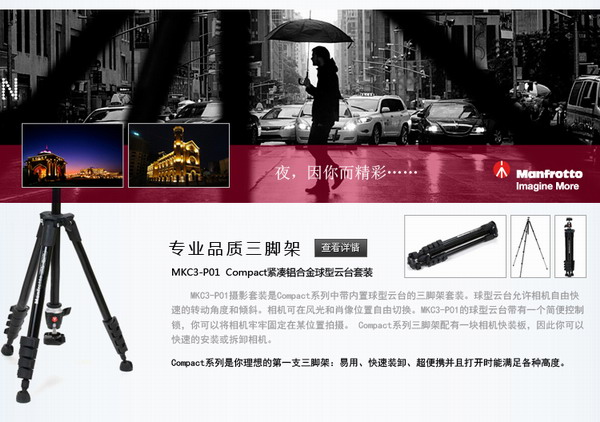 N
夜，因你而精彩……
Manfrotto
Imagine More
专业品质三脚架 查看详情
MKC3-P01 Compact紧凑铝合金球型云台套装
MKC3-P01摄影套装是Compact系列中带内置球型云台的三脚架套装。球型云台允许相机自由快
速的转动角度和倾斜。相机可在风光和肖像位置自由切换。MKC3-P01的球型云台带有一个简便控制
锁，你可以将相机牢牢固定在某位置拍摄。 Compact系列三脚架配有一块相机快装板，因此你可以
快速的安装或拆卸相机。
Compact系列是你理想的第一支三脚架：易用、快速装卸、超便携并且打开时能满足各种高度。